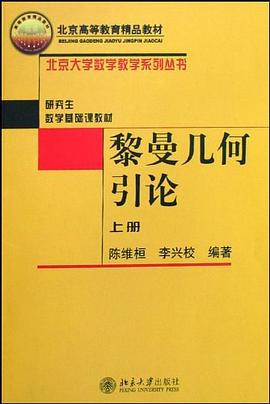 北京高等教育精品教材
BEIJING GAODENG JIAOYU JINGPIN JIAOCAI
北京大学数学教学系列丛书
研究生
数学基础课教材
黎曼几何
引论
上册
陈维桓 李兴校 编著
北京大学出版社
PEKING UNIVERSITY PRESS